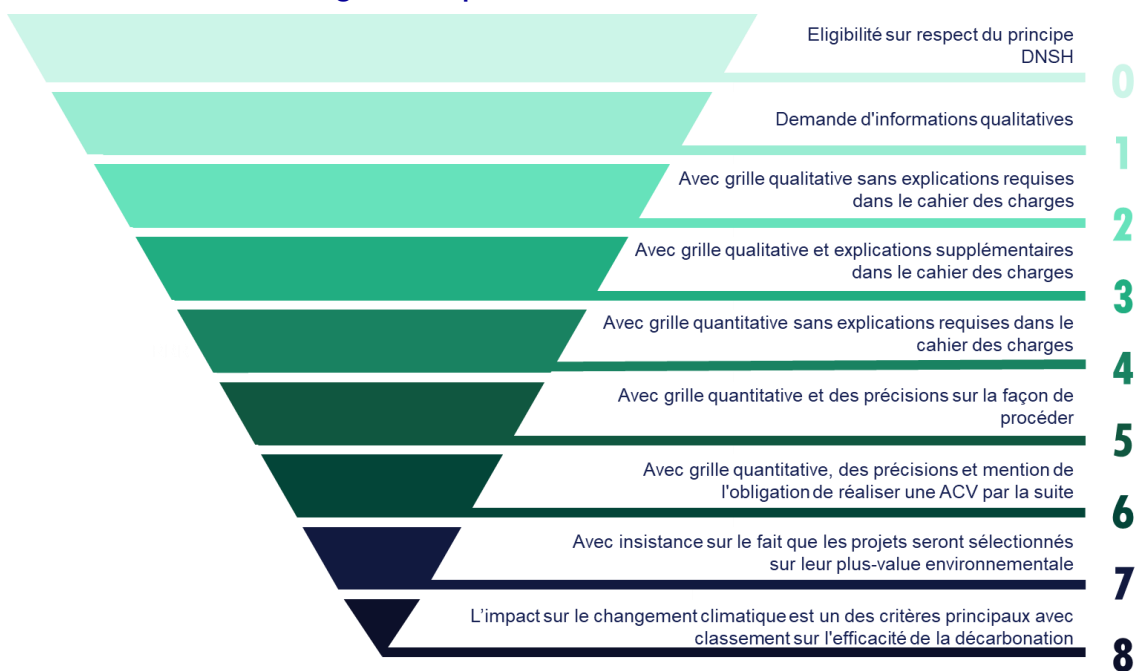 Eligibilité sur respect du principe
DNSH
0
Demande d'informations qualitatives
1
Avec grille qualitative sans explications requises
dans le cahier des charges
2
Avec grille qualitative et explications supplémentaires
dans le cahier des charges
3
Avec grille quantitative sans explications requises dans le
cahier des charges
4
Avec grille quantitative et des précisions sur la façon de
procéder
5
Avec grille quantitative, des précisions et mention de
l'obligation de réaliser une ACV par la suite
6
Avec insistance sur le fait que les projets seront sélectionnés
sur leur plus-value environnementale
7
L'impact sur le changement climatique est un des critères principaux avec
classement sur l'efficacité de la décarbonation
8